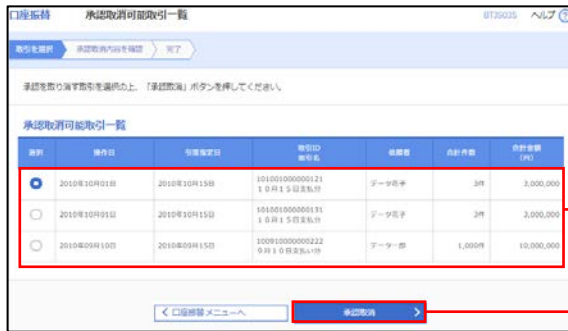 口座振替 承認取消可能取引一覧 BTJS035 ヘルプ ?
取引を選択 承認取消内容を確認 完了
承認を取り消す取引を選択の上、「承認取消」ボタンを押してください。
承認取消可能取引一覧
選択 操作日 引落指定日 取引ID 取引名 依頼者 合計件数 合計金額 (円)
2010年10月01日 2010年10月15日 101001000000121 データ花子 3件 3,000,000
10月15日支払分
2010年10月01日 2010年10月15日 101001000000131 データ花子 3件 3,000,000
10月15日支払分
2010年09月10日 2010年09月15日 100910000000222 データ一郎 1,000件 10,000,000
9月10日支払い分
口座振替メニューへ 承認取消